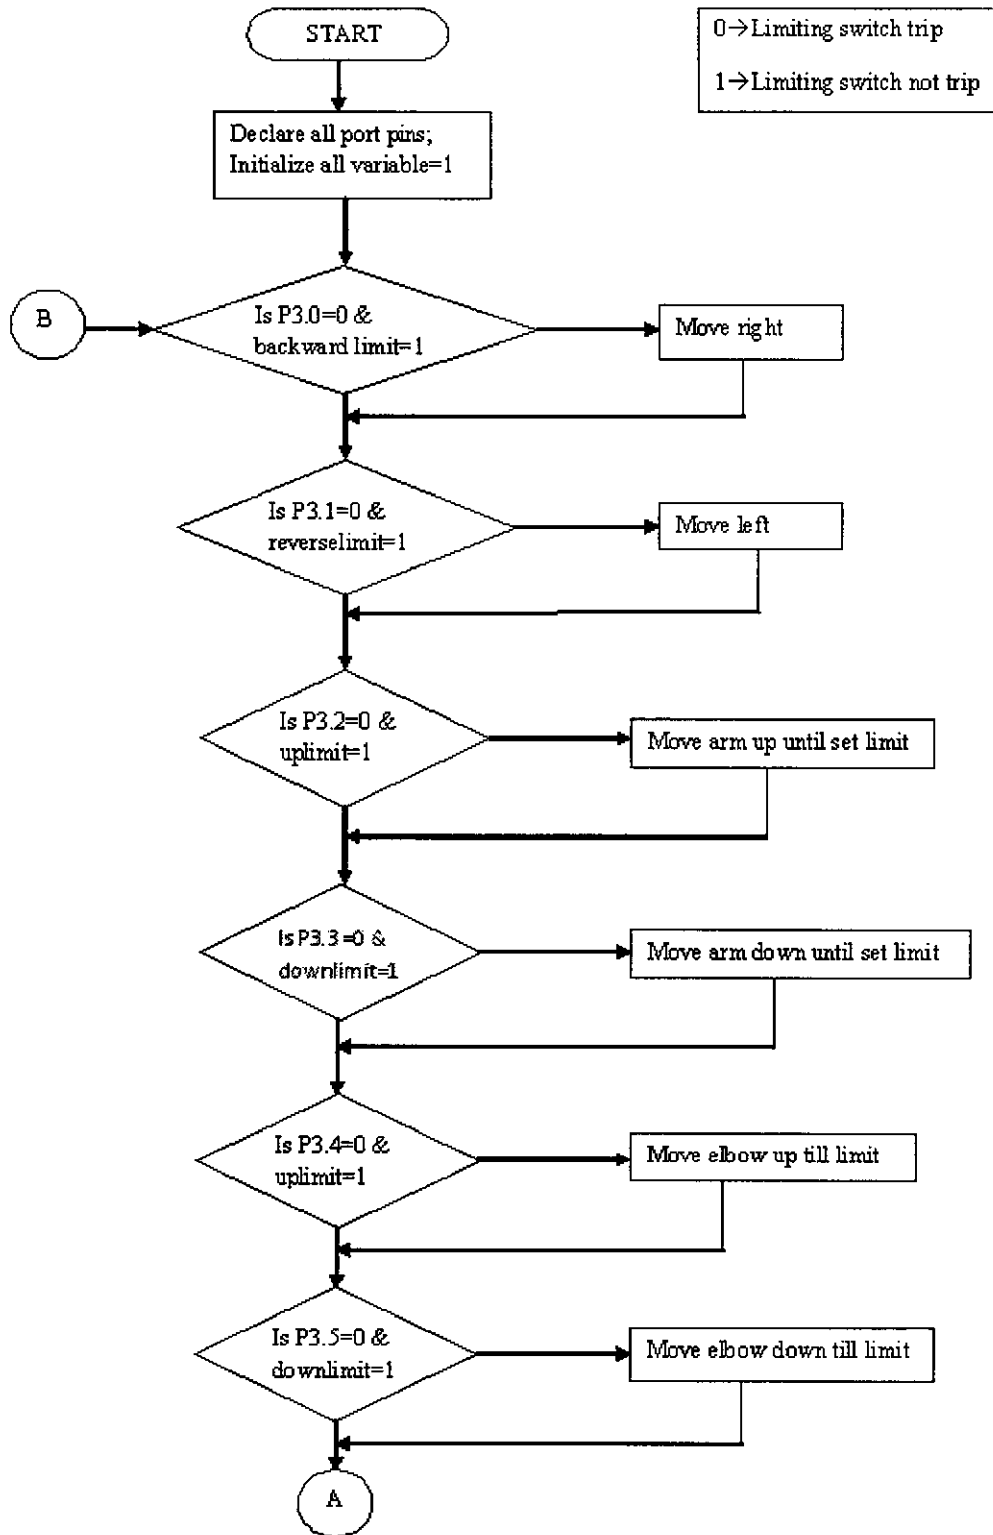 START
0→Limiting switch trip
1→Limiting switch not trip
Declare all port pins;
Initialize all variable=1
B
Is P3.0=0 &
backward limit=1
Move right
Is P3.1=0 &
reverselimit=1
Move left
Is P3.2=0 &
uplimit=1
Move arm up until set limit
Is P3.3=0 &
downlimit=1
Move arm down until set limit
Is P3.4=0 &
uplimit=1
Move elbow up till limit
Is P3.5=0 &
downlimit=1
Move elbow down till limit
A